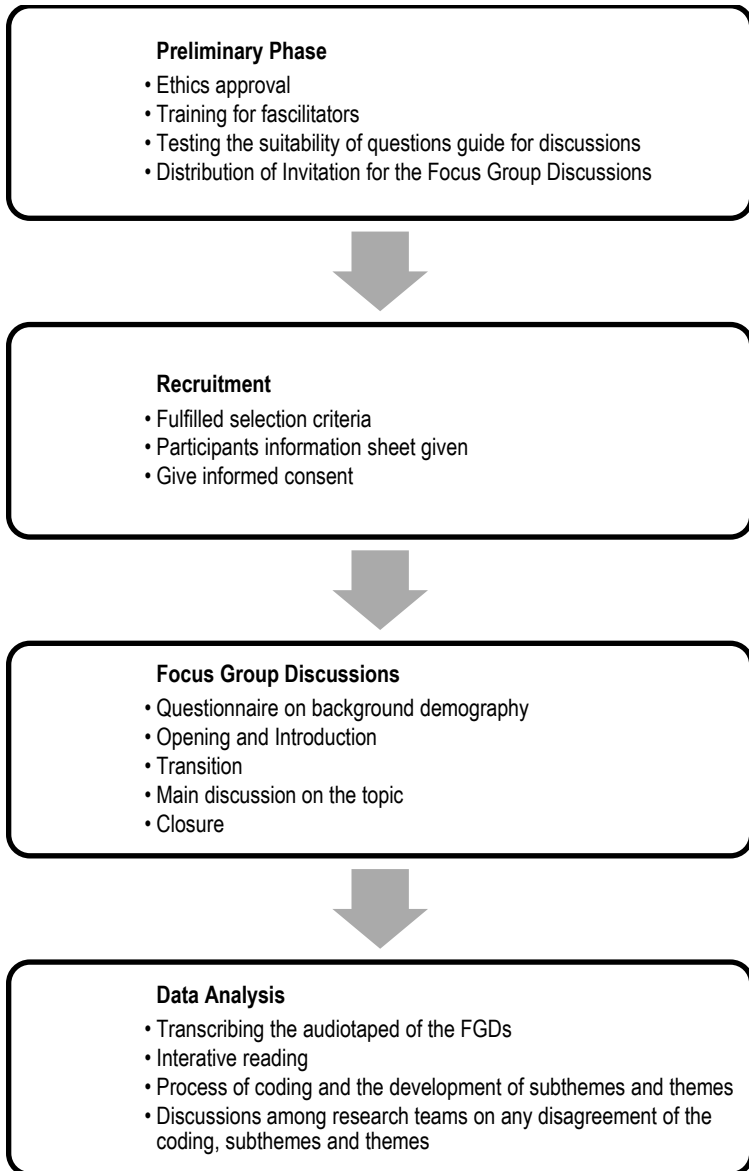 Preliminary Phase
• Ethics approval
• Training for fascilitators
• Testing the suitability of questions guide for discussions
• Distribution of Invitation for the Focus Group Discussions
Recruitment
• Fulfilled selection criteria
• Participants information sheet given
• Give informed consent
Focus Group Discussions
• Questionnaire on background demography
• Opening and Introduction
• Transition
• Main discussion on the topic
• Closure
Data Analysis
• Transcribing the audiotaped of the FGDs
• Interative reading
• Process of coding and the development of subthemes and themes
• Discussions among research teams on any disagreement of the
coding, subthemes and themes